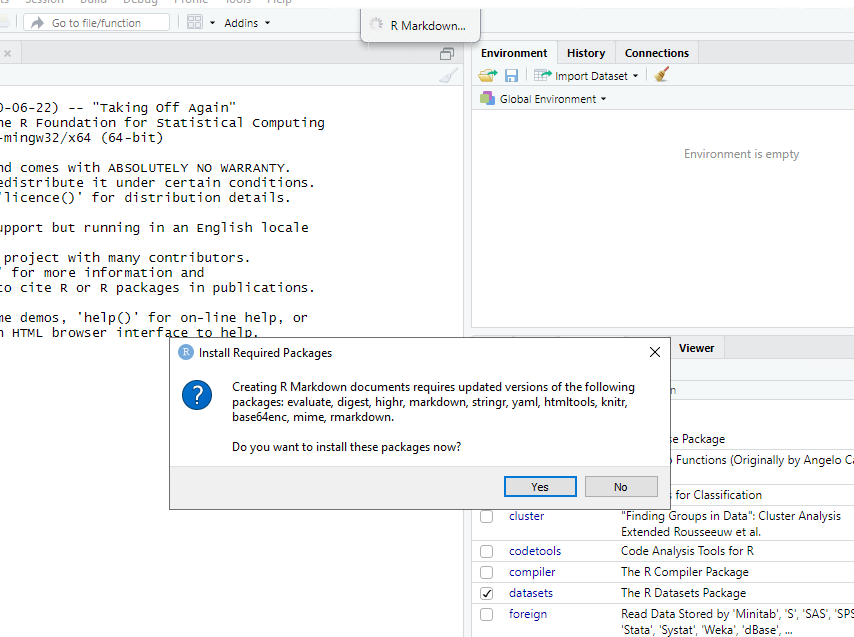 Session Build Debug Profile Tools Help
Go to file/function
Addins
R Markdown...
Environment History Connections
Import Dataset
Global Environment
Environment is empty
0-06-22) -- "Taking Off Again"
he R Foundation for Statistical Computing
-mingw32/x64 (64-bit)
nd comes with ABSOLUTELY NO WARRANTY.
edistribute it under certain conditions.
'licence()' for distribution details.
upport but running in an English locale
project with many contributors.
' for more information and
to cite R or R packages in publications.
me demos, 'help()' for on-line help, or
n HTML browser interface to help.
Viewer
R Install Required Packages
Creating R Markdown documents requires updated versions of the following
packages: evaluate, digest, highr, markdown, stringr, yaml, htmltools, knitr,
base64enc, mime, rmarkdown.
Do you want to install these packages now?
Yes No
se Package
Functions (Originally by Angelo Ca
for Classification
cluster "Finding Groups in Data": Cluster Analysis
Extended Rousseeuw et al.
codetools Code Analysis Tools for R
compiler The R Compiler Package
datasets The R Datasets Package
foreign Read Data Stored by 'Minitab', 'S', 'SAS', 'SPS
'Stata', 'Systat', 'Weka', 'dBase', ...